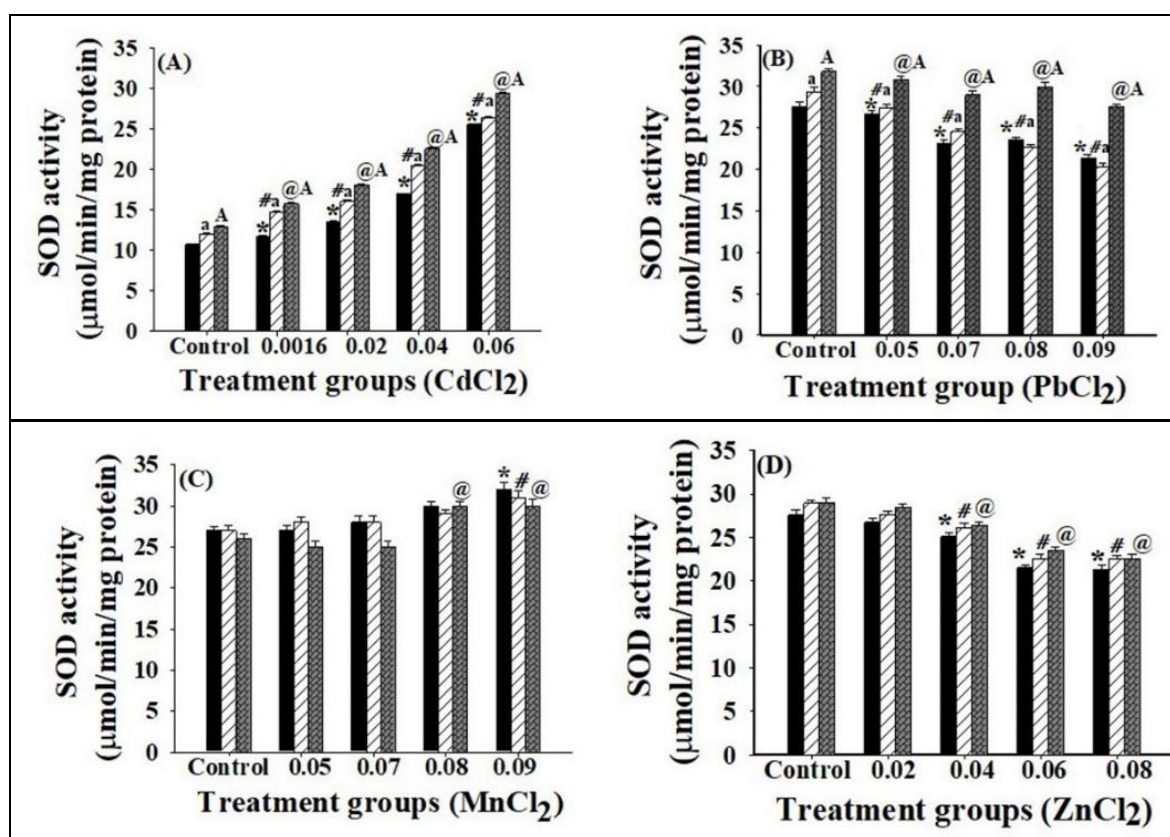 (A)
SOD activity
(μmol/min/mg protein)
35
30
25
20
15
10
5
0
a A
* #a @A
* #a @A
* #a @A
* #a @A
Control 0.0016 0.02 0.04 0.06
Treatment groups (CdCl2)
(B)
SOD activity
(μmol/min/mg protein)
35
30
25
20
15
10
5
0
a A
* #a @A
* #a @A
* #a @A
* #a @A
Control 0.05 0.07 0.08 0.09
Treatment group (PbCl2)
(C)
SOD activity
(μmol/min/mg protein)
35
30
25
20
15
10
5
0
@
* # @
Control 0.05 0.07 0.08 0.09
Treatment groups (MnCl2)
(D)
SOD activity
(μmol/min/mg protein)
35
30
25
20
15
10
5
0
* # @
* # @
* # @
Control 0.02 0.04 0.06 0.08
Treatment groups (ZnCl2)